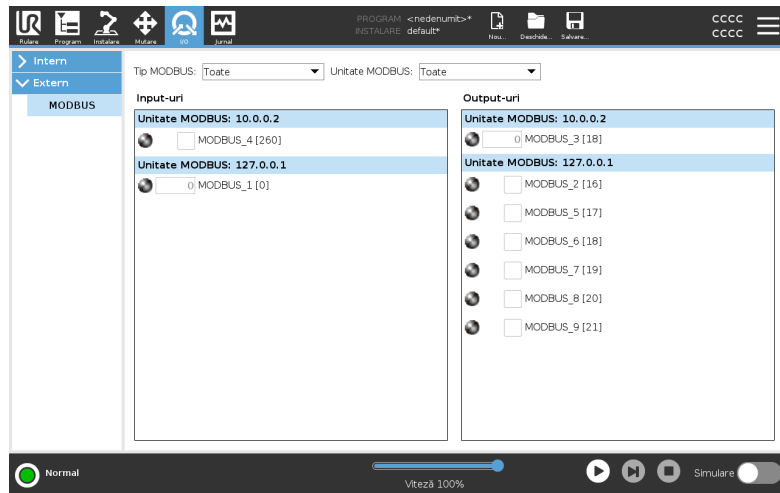 PROGRAM <nedenumit>*
INSTALARE default*
CCCC
CCCC
Rulare Program Instalare Mutare I/O Jurnal Nou... Deschide... Salvare...
Intern
Extern
MODBUS
Tip MODBUS: Toate Unitate MODBUS: Toate
Input-uri
Unitate MODBUS: 10.0.0.2
MODBUS_4 [260]
Unitate MODBUS: 127.0.0.1
0 MODBUS_1 [0]
Output-uri
Unitate MODBUS: 10.0.0.2
0 MODBUS_3 [18]
Unitate MODBUS: 127.0.0.1
MODBUS_2 [16]
MODBUS_5 [17]
MODBUS_6 [18]
MODBUS_7 [19]
MODBUS_8 [20]
MODBUS_9 [21]
Normal
Viteză 100%
Simulare